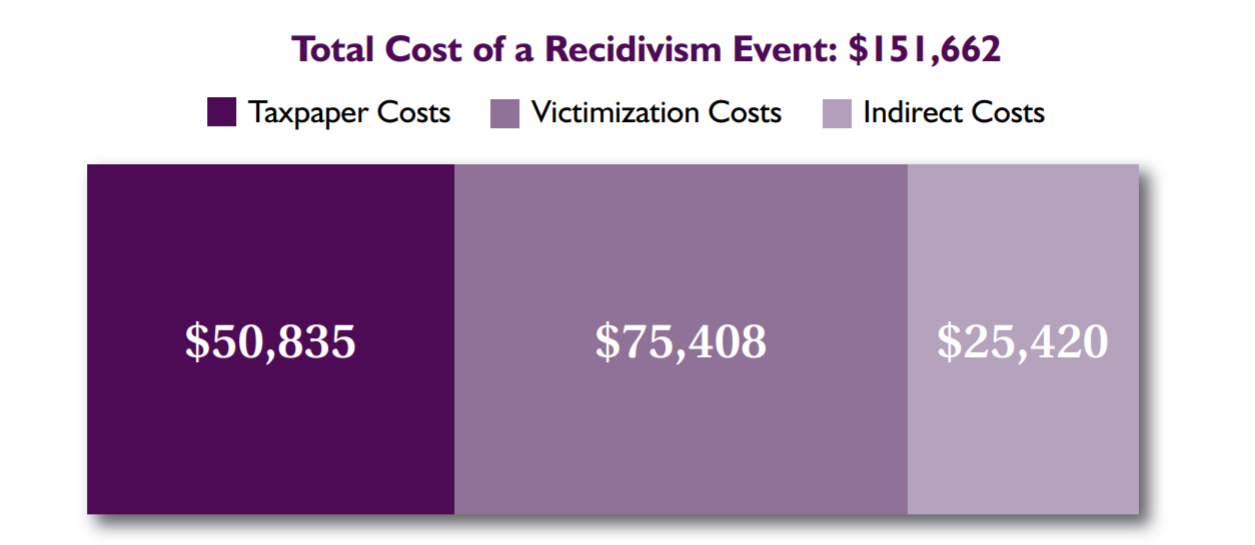 Total Cost of a Recidivism Event: $151,662
Taxpaper Costs Victimization Costs Indirect Costs
$50,835 $75,408 $25,420